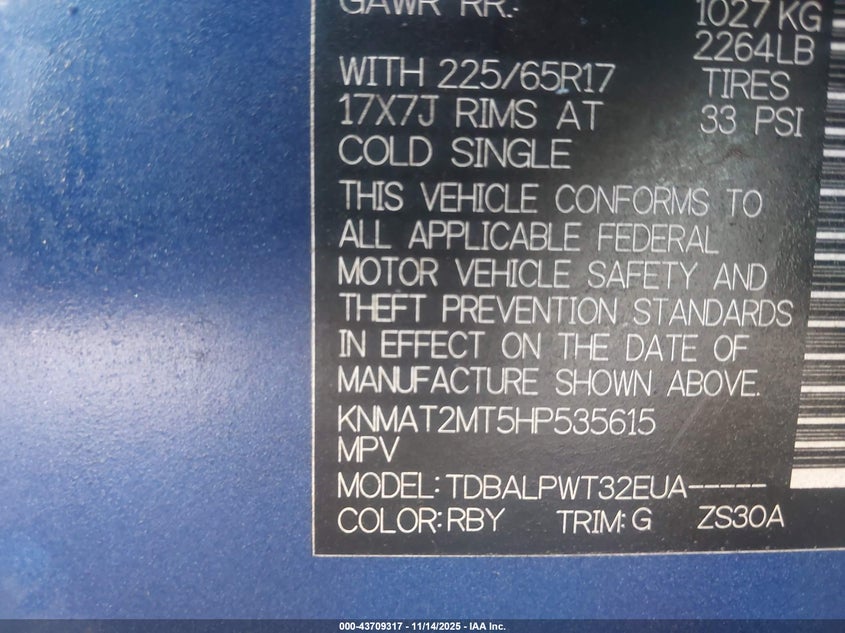 GAWR RR.: 1027 KG
2264LB
WITH 225/65R17 TIRES
17X7J RIMS AT 33 PSI
COLD SINGLE
THIS VEHICLE CONFORMS TO
ALL APPLICABLE FEDERAL
MOTOR VEHICLE SAFETY AND
THEFT PREVENTION STANDARDS
IN EFFECT ON THE DATE OF
MANUFACTURE SHOWN ABOVE.
KNMAT2MT5HP535615
MPV
MODEL: TDBALPWT32EUA-----
COLOR: RBY TRIM: G ZS30A
000-43709317 - 11/14/2025 - IAA Inc.